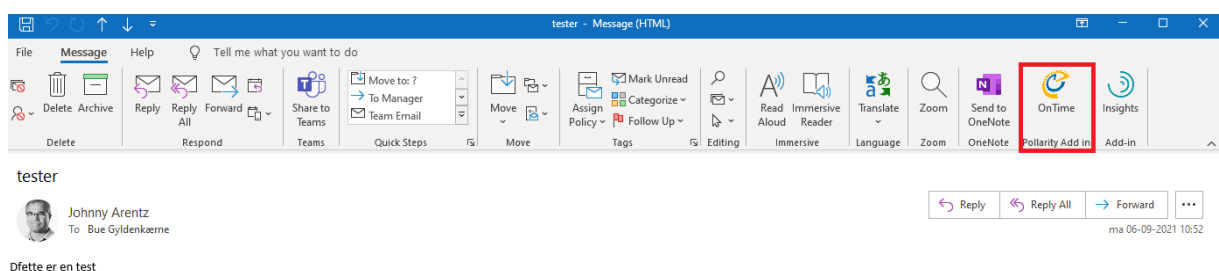 tester - Message (HTML)
File Message Help Tell me what you want to do
Delete Archive
Reply Reply All Forward
Share to Teams
Move to: ?
To Manager
Team Email
Move
Assign Policy
Mark Unread
Categorize
Follow Up
Read Aloud
Immersive Reader
Translate
Zoom
Send to OneNote
OnTime
Insights
Delete Respond Teams Quick Steps Move Tags Editing Immersive Language Zoom OneNote Pollarity Add in Add-in
tester
Johnny Arentz
To Bue Gyldenkærne
Reply Reply All Forward
ma 06-09-2021 10:52
Dfette er en test